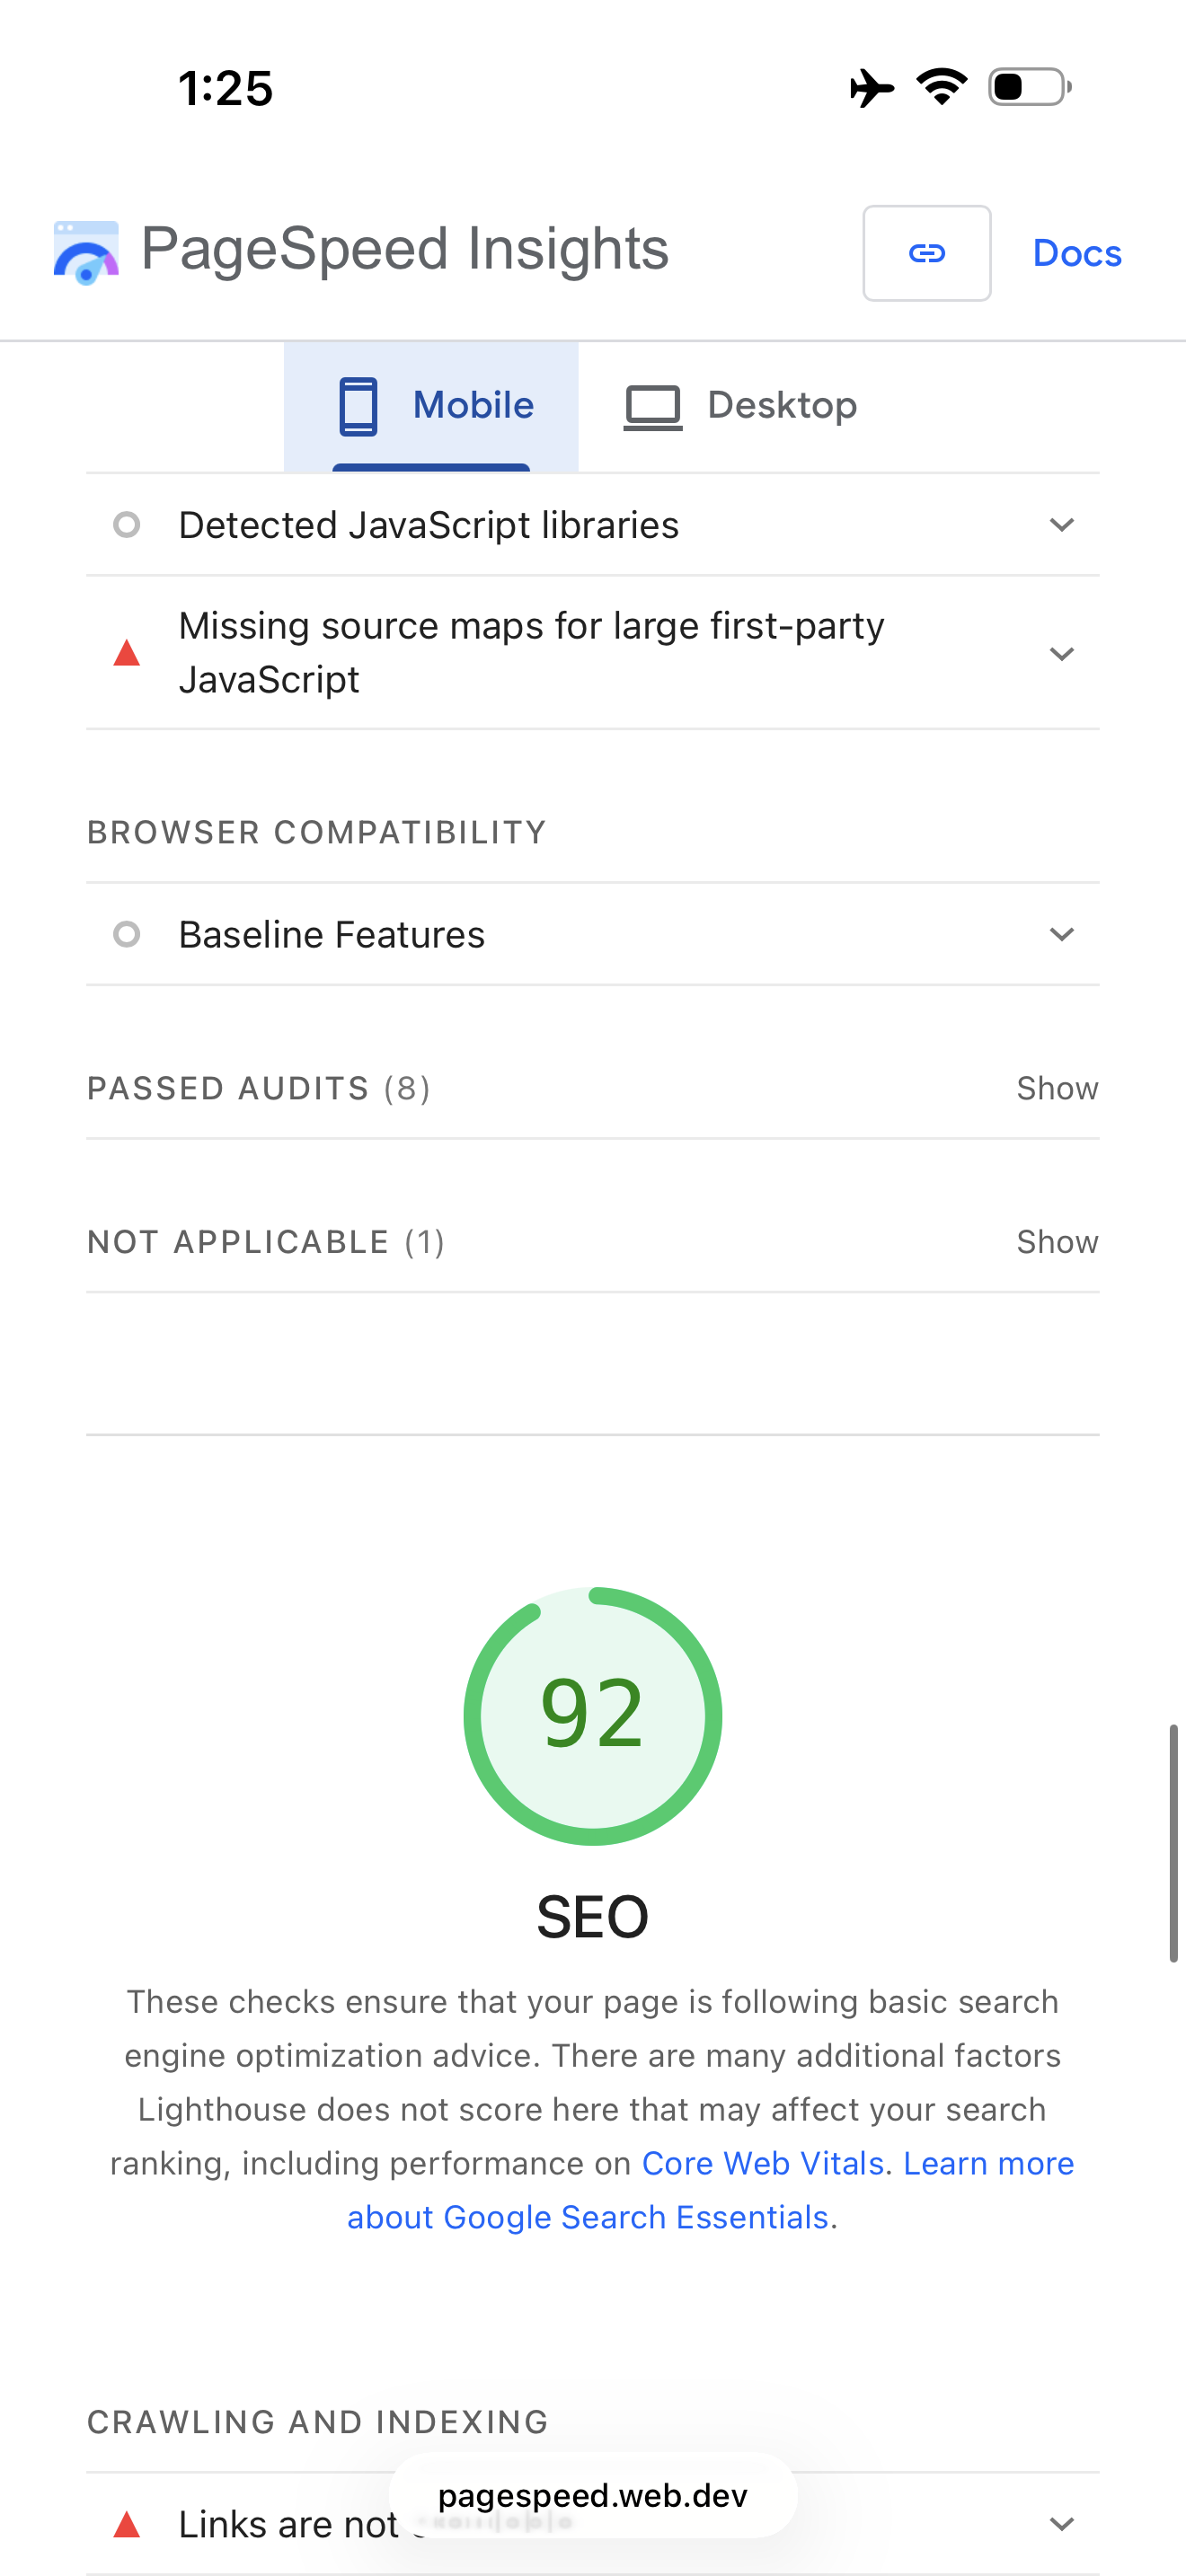 1:25
PageSpeed Insights
Docs
Mobile
Desktop
Detected JavaScript libraries
Missing source maps for large first-party
JavaScript
BROWSER COMPATIBILITY
Baseline Features
PASSED AUDITS (8)
Show
NOT APPLICABLE (1)
Show
92
SEO
These checks ensure that your page is following basic search
engine optimization advice. There are many additional factors
Lighthouse does not score here that may affect your search
ranking, including performance on Core Web Vitals. Learn more
about Google Search Essentials.
CRAWLING AND INDEXING
pagespeed.web.dev
Links are not